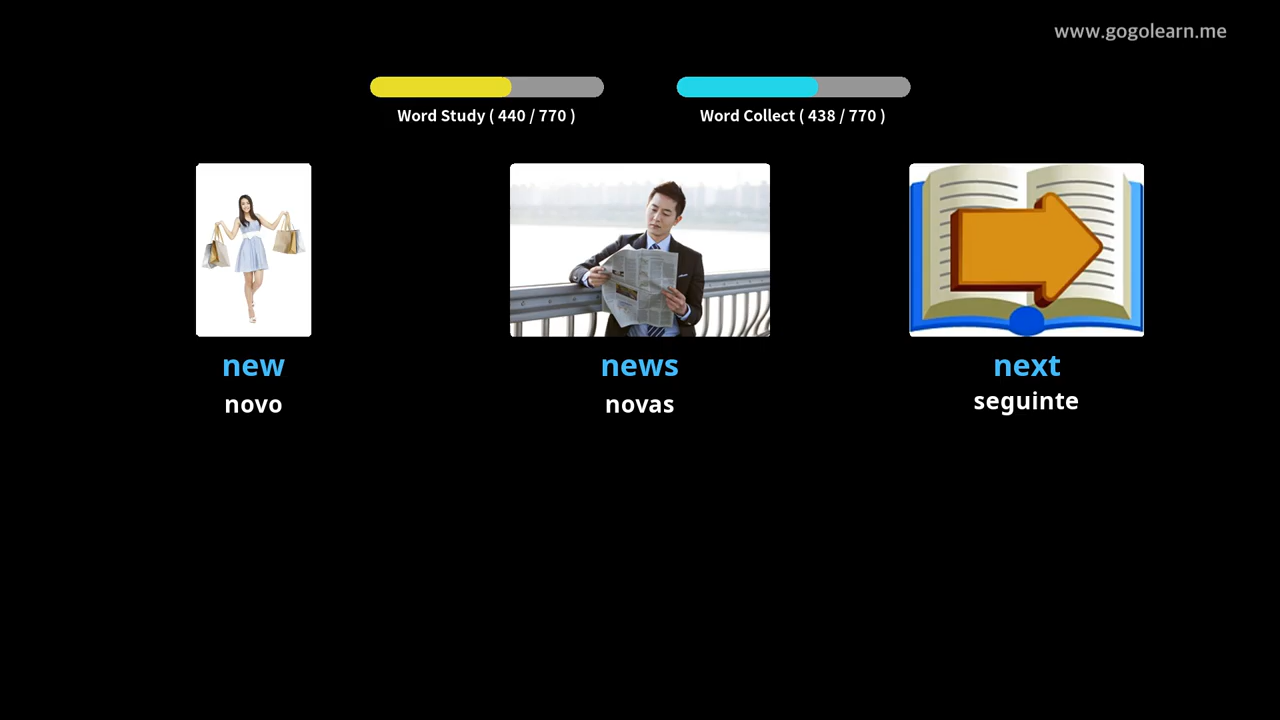 www.gogolearn.me
Word Study ( 440 / 770 )
Word Collect ( 438 / 770 )
new
news
next
novo
novas
seguinte